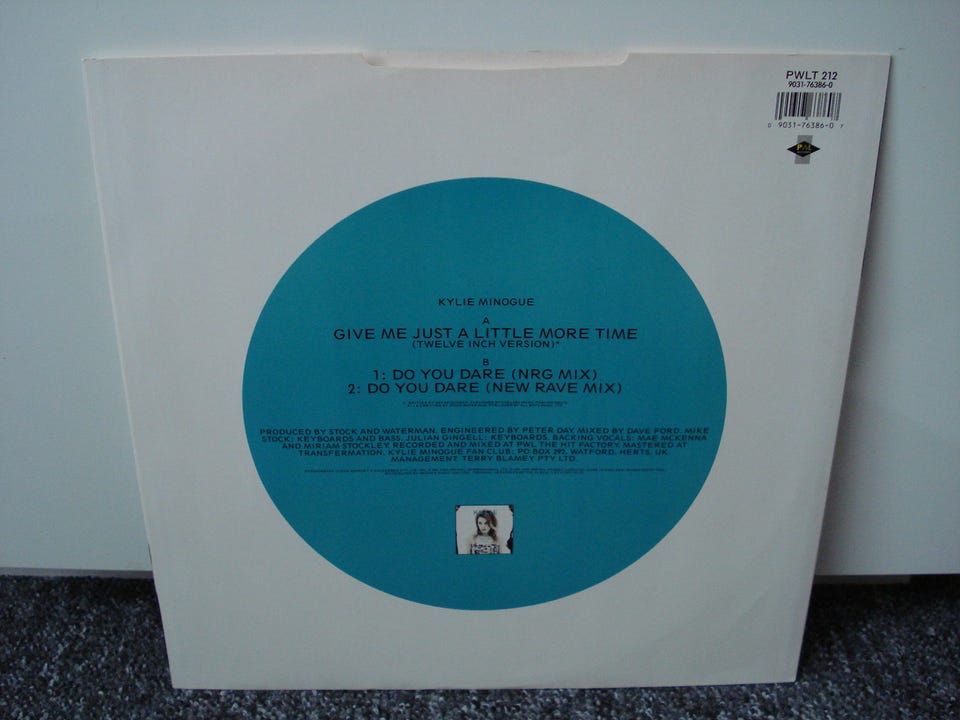 PWLT 212
9031-76386-0
0 9031-76386-0 7
PWL
KYLIE MINOGUE
A
GIVE ME JUST A LITTLE MORE TIME
(TWELVE INCH VERSION)*
B
1: DO YOU DARE (NRG MIX)
2: DO YOU DARE (NEW RAVE MIX)
PRODUCED BY STOCK AND WATERMAN. ENGINEERED BY PETER DAY. MIXED BY DAVE FORD. MIKE
STOCK: KEYBOARDS AND BASS. JULIAN GINGELL: KEYBOARDS. BACKING VOCALS: MAE MCKENNA
AND MIRIAM STOCKLEY. RECORDED AND MIXED AT PWL THE HIT FACTORY. MASTERED AT
TRANSFERMATION. KYLIE MINOGUE FAN CLUB: PO BOX 292, WATFORD, HERTS, UK.
MANAGEMENT: TERRY BLAMEY PTY LTD.